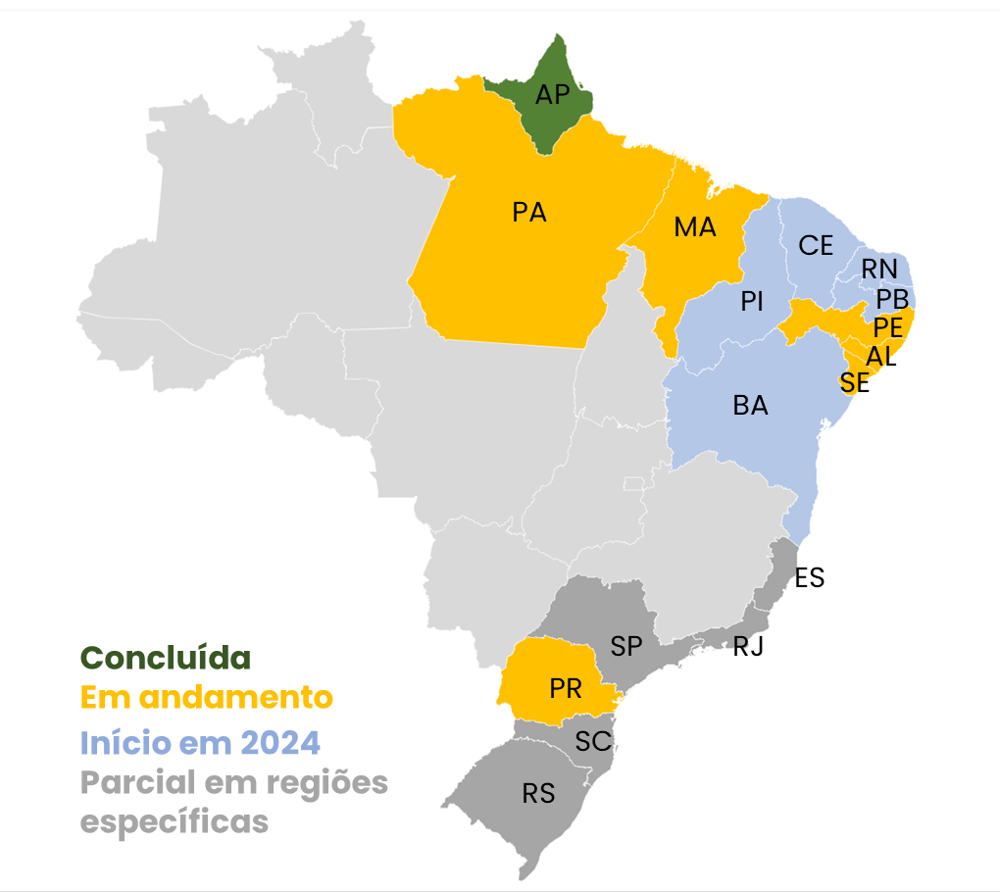 AP
PA
MA
CE
RN
PI
PB
PE
AL
SE
BA
ES
SP
RJ
PR
SC
RS
Concluída
Em andamento
Início em 2024
Parcial em regiões
específicas